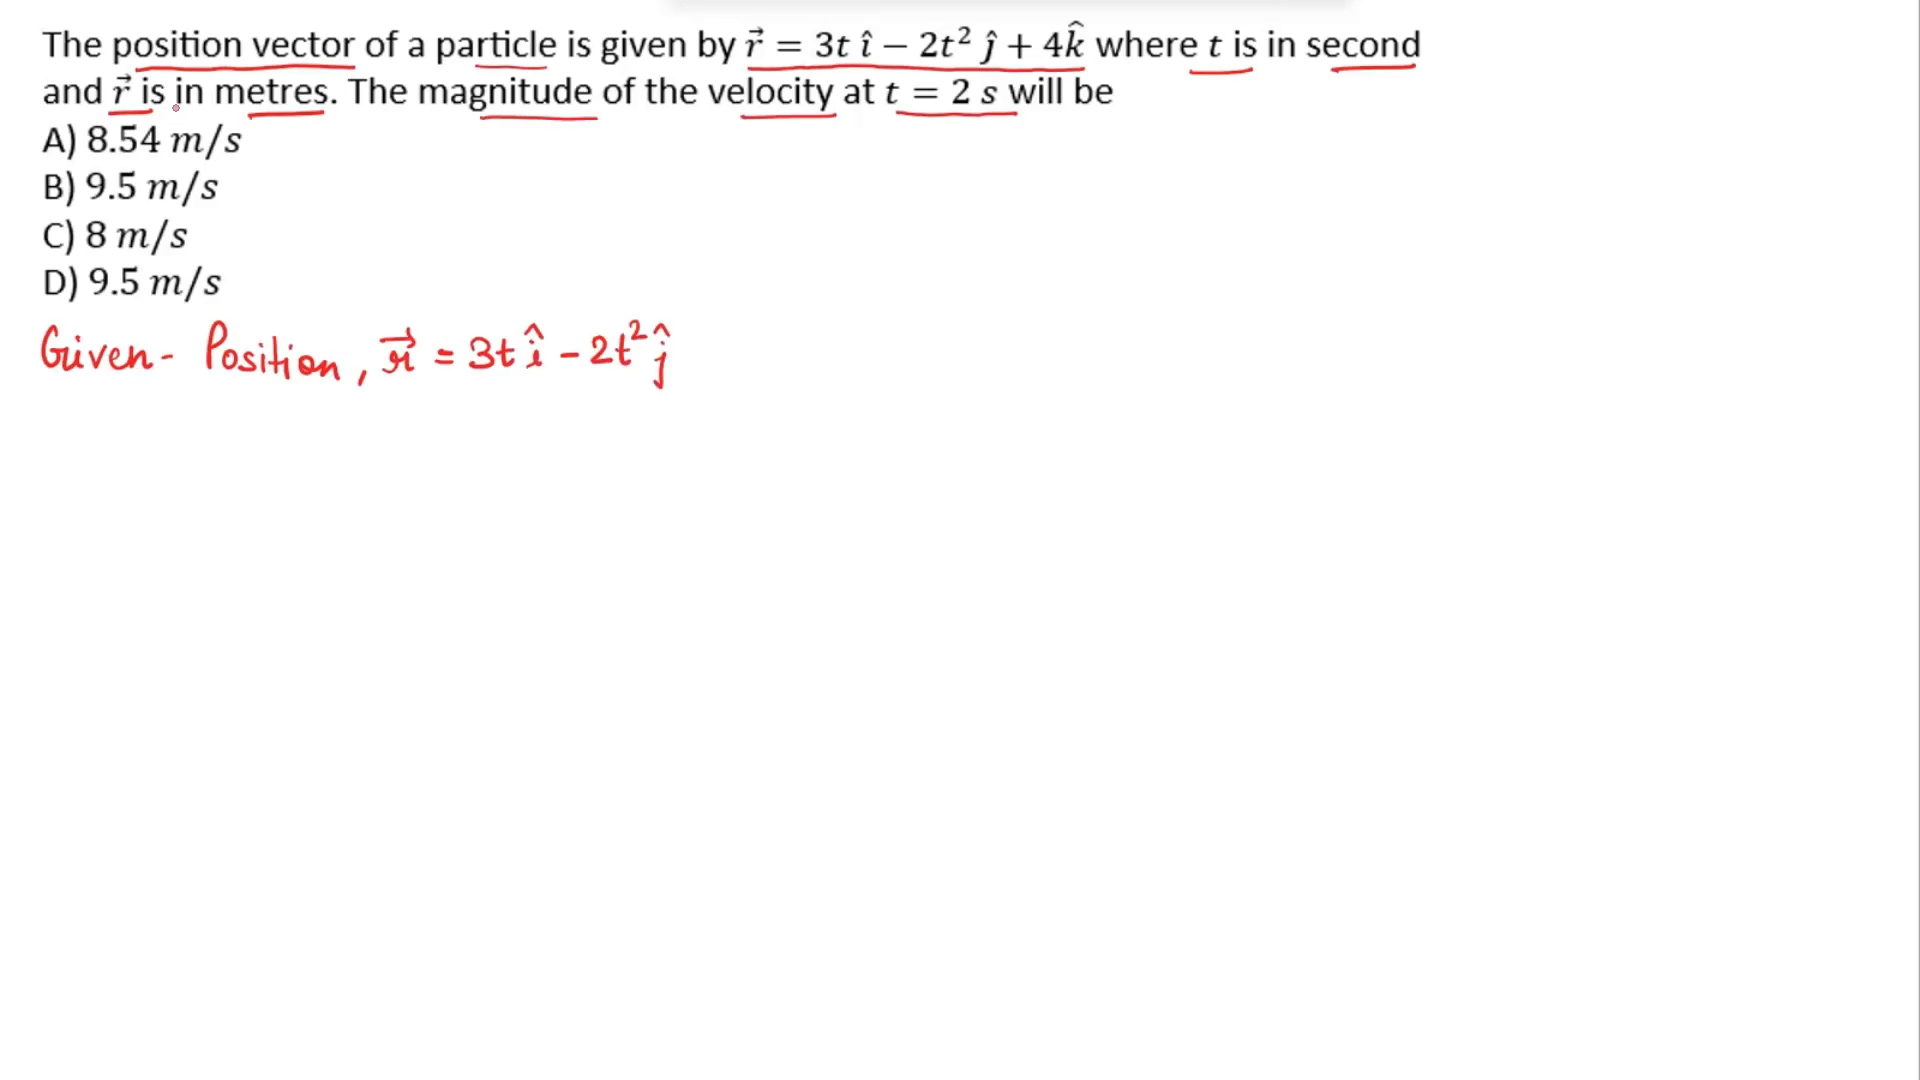 The position vector of a particle is given by r⃗ = 3t î − 2t² ĵ + 4k̂ where t is in second
and r⃗ is in metres. The magnitude of the velocity at t = 2 s will be
A) 8.54 m/s
B) 9.5 m/s
C) 8 m/s
D) 9.5 m/s
Given- Position, r⃗ = 3t î − 2t² ĵ